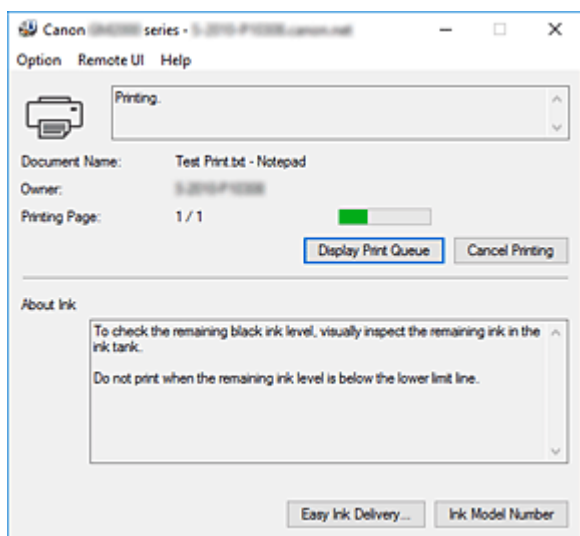 Canon series -
Option Remote UI Help
Printing.
Document Name: Test Print.txt - Notepad
Owner:
Printing Page: 1 / 1
Display Print Queue Cancel Printing
About Ink
To check the remaining black ink level, visually inspect the remaining ink in the
ink tank.
Do not print when the remaining ink level is below the lower limit line.
Easy Ink Delivery... Ink Model Number